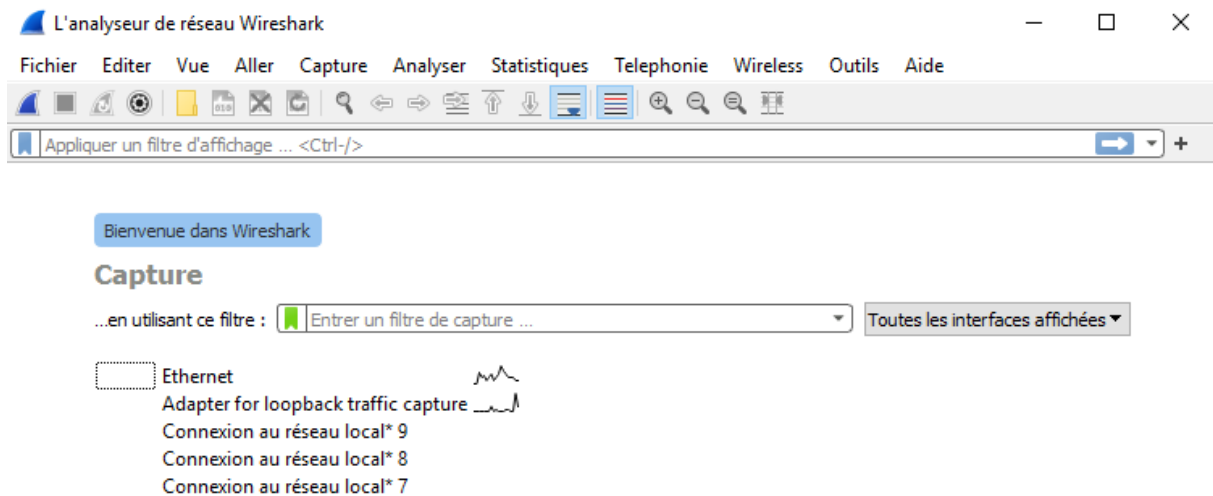 L'analyseur de réseau Wireshark
Fichier Editer Vue Aller Capture Analyser Statistiques Telephonie Wireless Outils Aide
Appliquer un filtre d'affichage ... <Ctrl-/>
Bienvenue dans Wireshark
Capture
...en utilisant ce filtre : Entrer un filtre de capture ... Toutes les interfaces affichées
Ethernet
Adapter for loopback traffic capture
Connexion au réseau local* 9
Connexion au réseau local* 8
Connexion au réseau local* 7